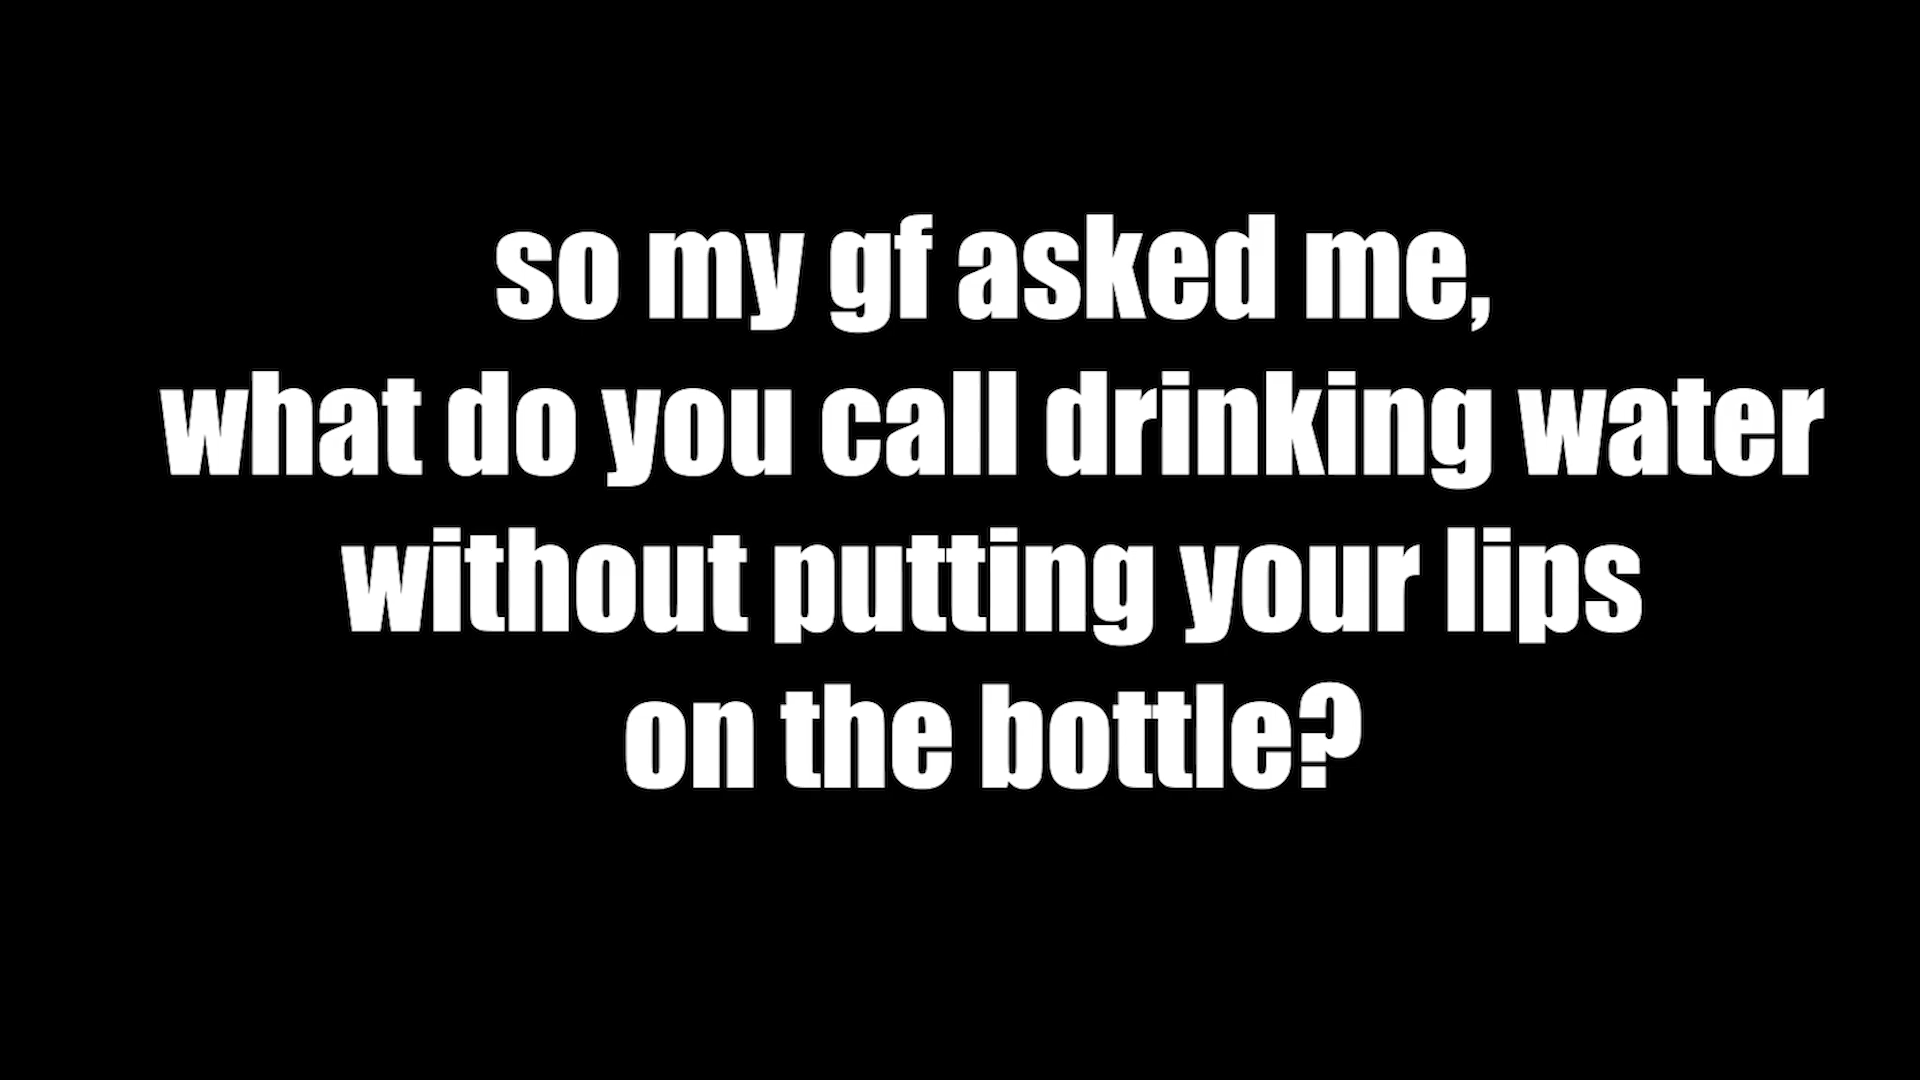 so my gf asked me,
what do you call drinking water
without putting your lips
on the bottle?